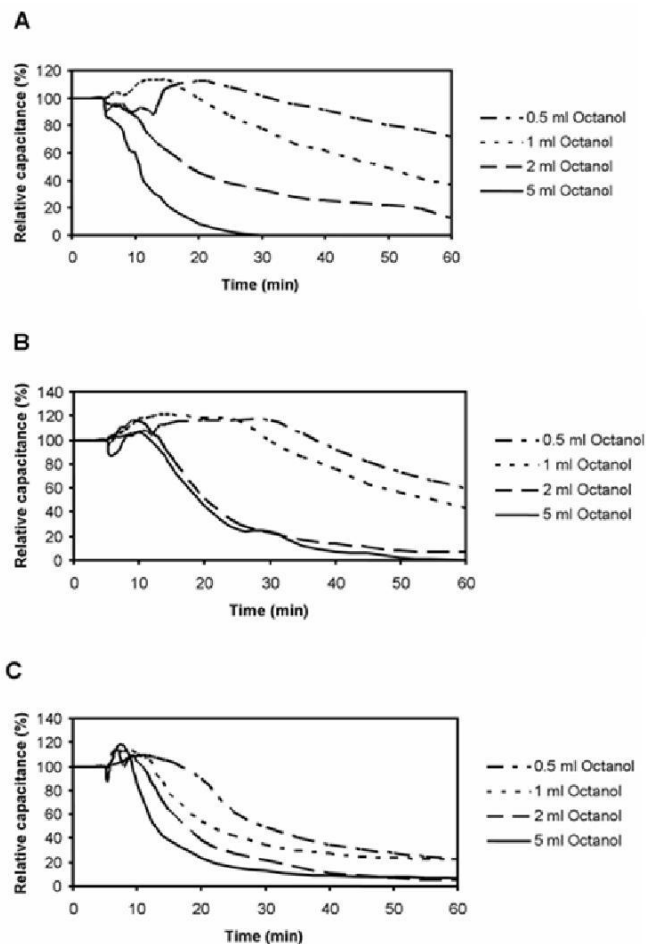 A
Relative capacitance (%)
120
100
80
60
40
20
0
0 10 20 30 40 50 60
Time (min)
0.5 ml Octanol
1 ml Octanol
2 ml Octanol
5 ml Octanol
B
Relative capacitance (%)
140
120
100
80
60
40
20
0
0 10 20 30 40 50 60
Time (min)
0.5 ml Octanol
1 ml Octanol
2 ml Octanol
5 ml Octanol
C
Relative capacitance (%)
140
120
100
80
60
40
20
0
0 10 20 30 40 50 60
Time (min)
0.5 ml Octanol
1 ml Octanol
2 ml Octanol
5 ml Octanol